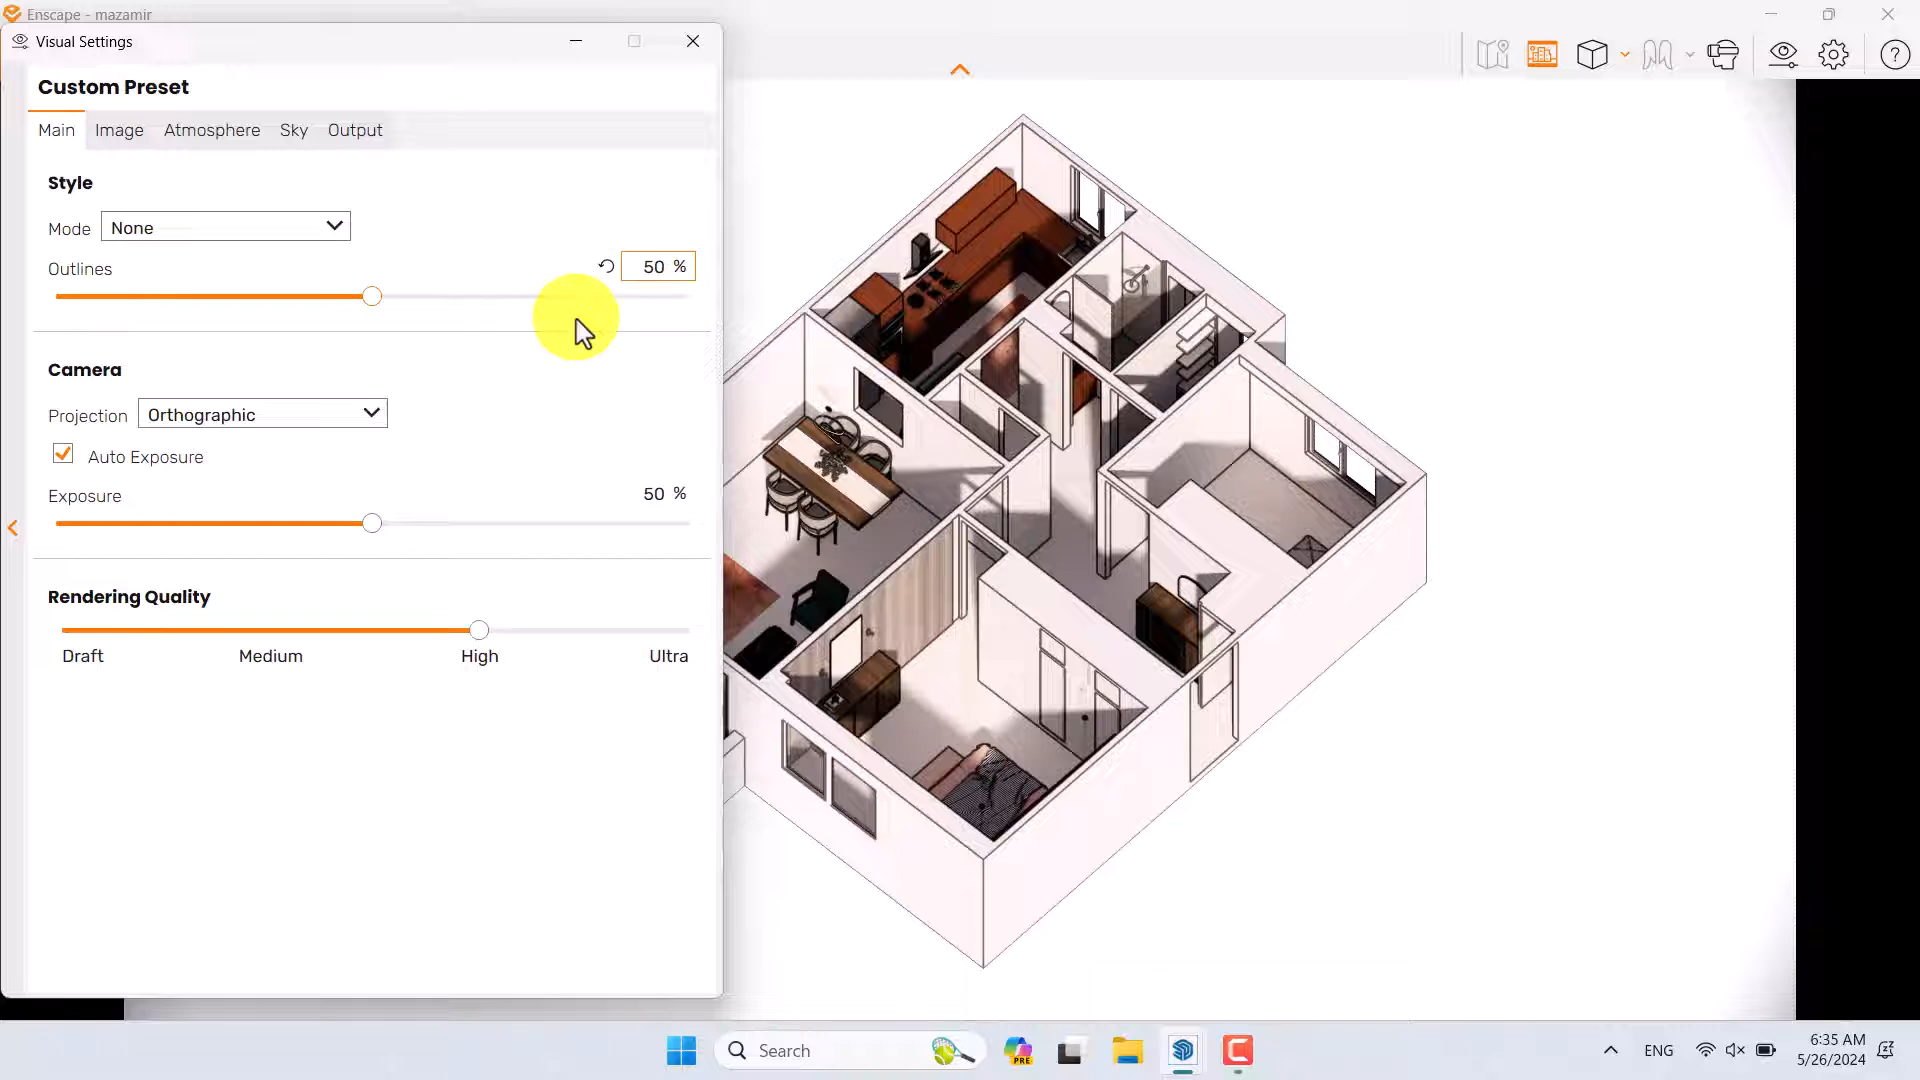 Enscape - mazamir
Visual Settings
Custom Preset
Main Image Atmosphere Sky Output
Style
Mode None
Outlines 50 %
Camera
Projection Orthographic
Auto Exposure
Exposure 50 %
Rendering Quality
Draft Medium High Ultra
Search
PRE
ENG
6:35 AM
5/26/2024